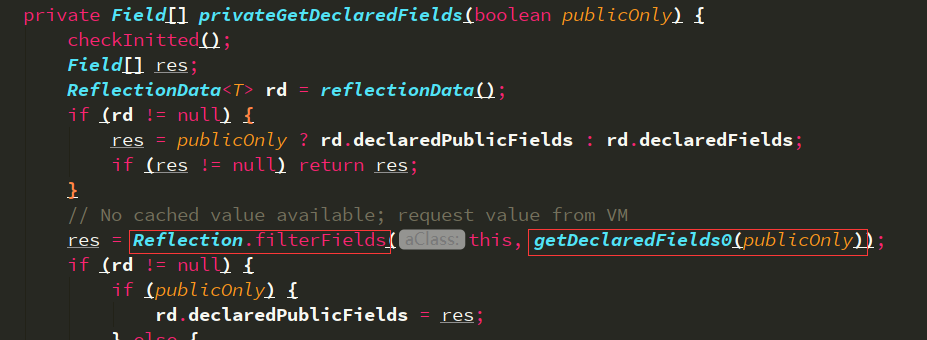 private Field[] privateGetDeclaredFields(boolean publicOnly) {
    checkInitted();
    Field[] res;
    ReflectionData<T> rd = reflectionData();
    if (rd != null) {
        res = publicOnly ? rd.declaredPublicFields : rd.declaredFields;
        if (res != null) return res;
    }
    // No cached value available; request value from VM
    res = Reflection.filterFields( aClass: this, getDeclaredFields0(publicOnly));
    if (rd != null) {
        if (publicOnly) {
            rd.declaredPublicFields = res;
        } else {